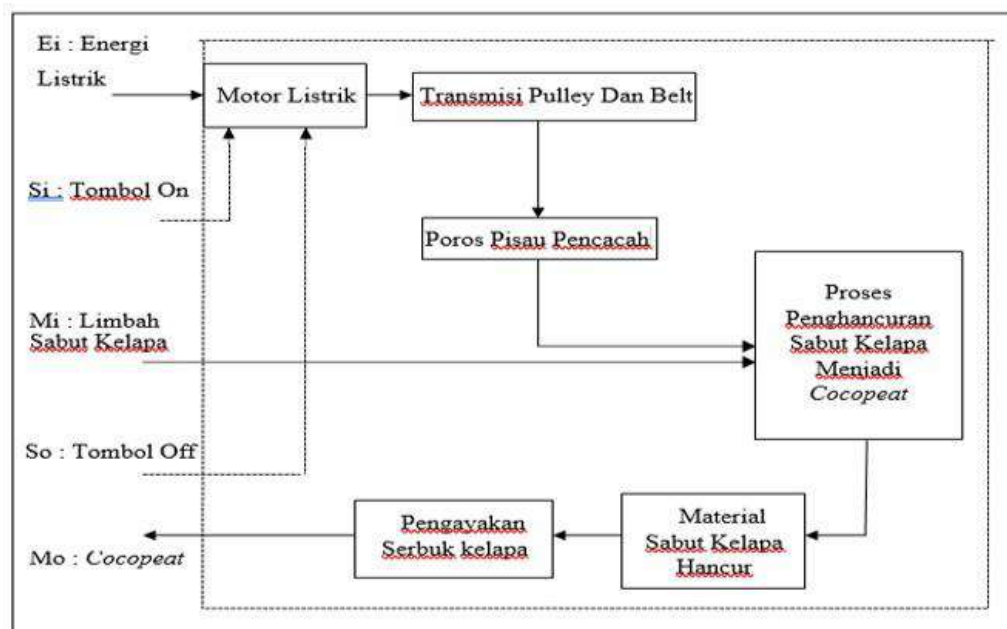 Ei : Energi
Listrik
Motor Listrik
Transmisi Pulley Dan Belt
Si : Tombol On
Poros Pisau Pencacah
Mi : Limbah
Sabut Kelapa
Proses
Penghancuran
Sabut Kelapa
Menjadi
Cocopeat
So : Tombol Off
Pengayakan
Serbuk kelapa
Material
Sabut Kelapa
Hancur
Mo : Cocopeat